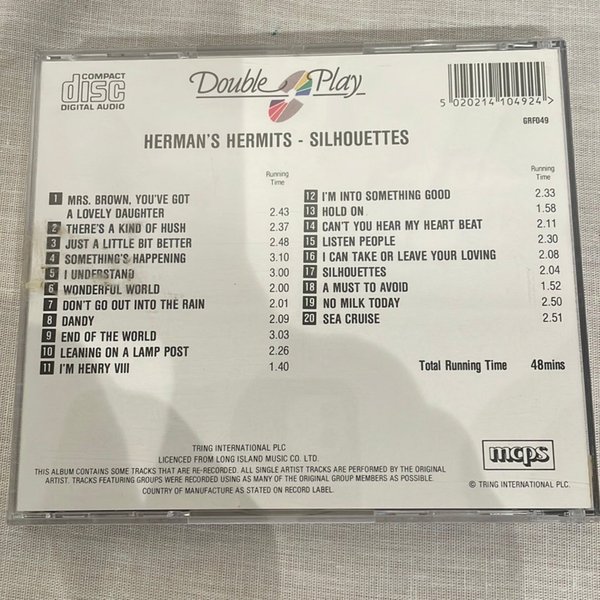 COMPACT
disc
DIGITAL AUDIO
Double Play
5 020214 104924 >
GRF049
HERMAN'S HERMITS - SILHOUETTES
Running
Time
1 MRS. BROWN, YOU'VE GOT
A LOVELY DAUGHTER 2.43
2 THERE'S A KIND OF HUSH 2.37
3 JUST A LITTLE BIT BETTER 2.48
4 SOMETHING'S HAPPENING 3.10
5 I UNDERSTAND 3.00
6 WONDERFUL WORLD 2.00
7 DON'T GO OUT INTO THE RAIN 2.01
8 DANDY 2.09
9 END OF THE WORLD 3.03
10 LEANING ON A LAMP POST 2.26
11 I'M HENRY VIII 1.40
Running
Time
12 I'M INTO SOMETHING GOOD 2.33
13 HOLD ON 1.58
14 CAN'T YOU HEAR MY HEART BEAT 2.11
15 LISTEN PEOPLE 2.30
16 I CAN TAKE OR LEAVE YOUR LOVING 2.08
17 SILHOUETTES 2.04
18 A MUST TO AVOID 1.52
19 NO MILK TODAY 2.50
20 SEA CRUISE 2.51
Total Running Time 48mins
TRING INTERNATIONAL PLC
LICENCED FROM LONG ISLAND MUSIC CO. LTD.
THIS ALBUM CONTAINS SOME TRACKS THAT ARE RE-RECORDED. ALL SINGLE ARTIST TRACKS ARE PERFORMED BY THE ORIGINAL
ARTIST. TRACKS FEATURING GROUPS WERE RECORDED USING AS MANY OF THE ORIGINAL GROUP MEMBERS AS POSSIBLE.
COUNTRY OF MANUFACTURE AS STATED ON RECORD LABEL.
mcps
© TRING INTERNATIONAL PLC.